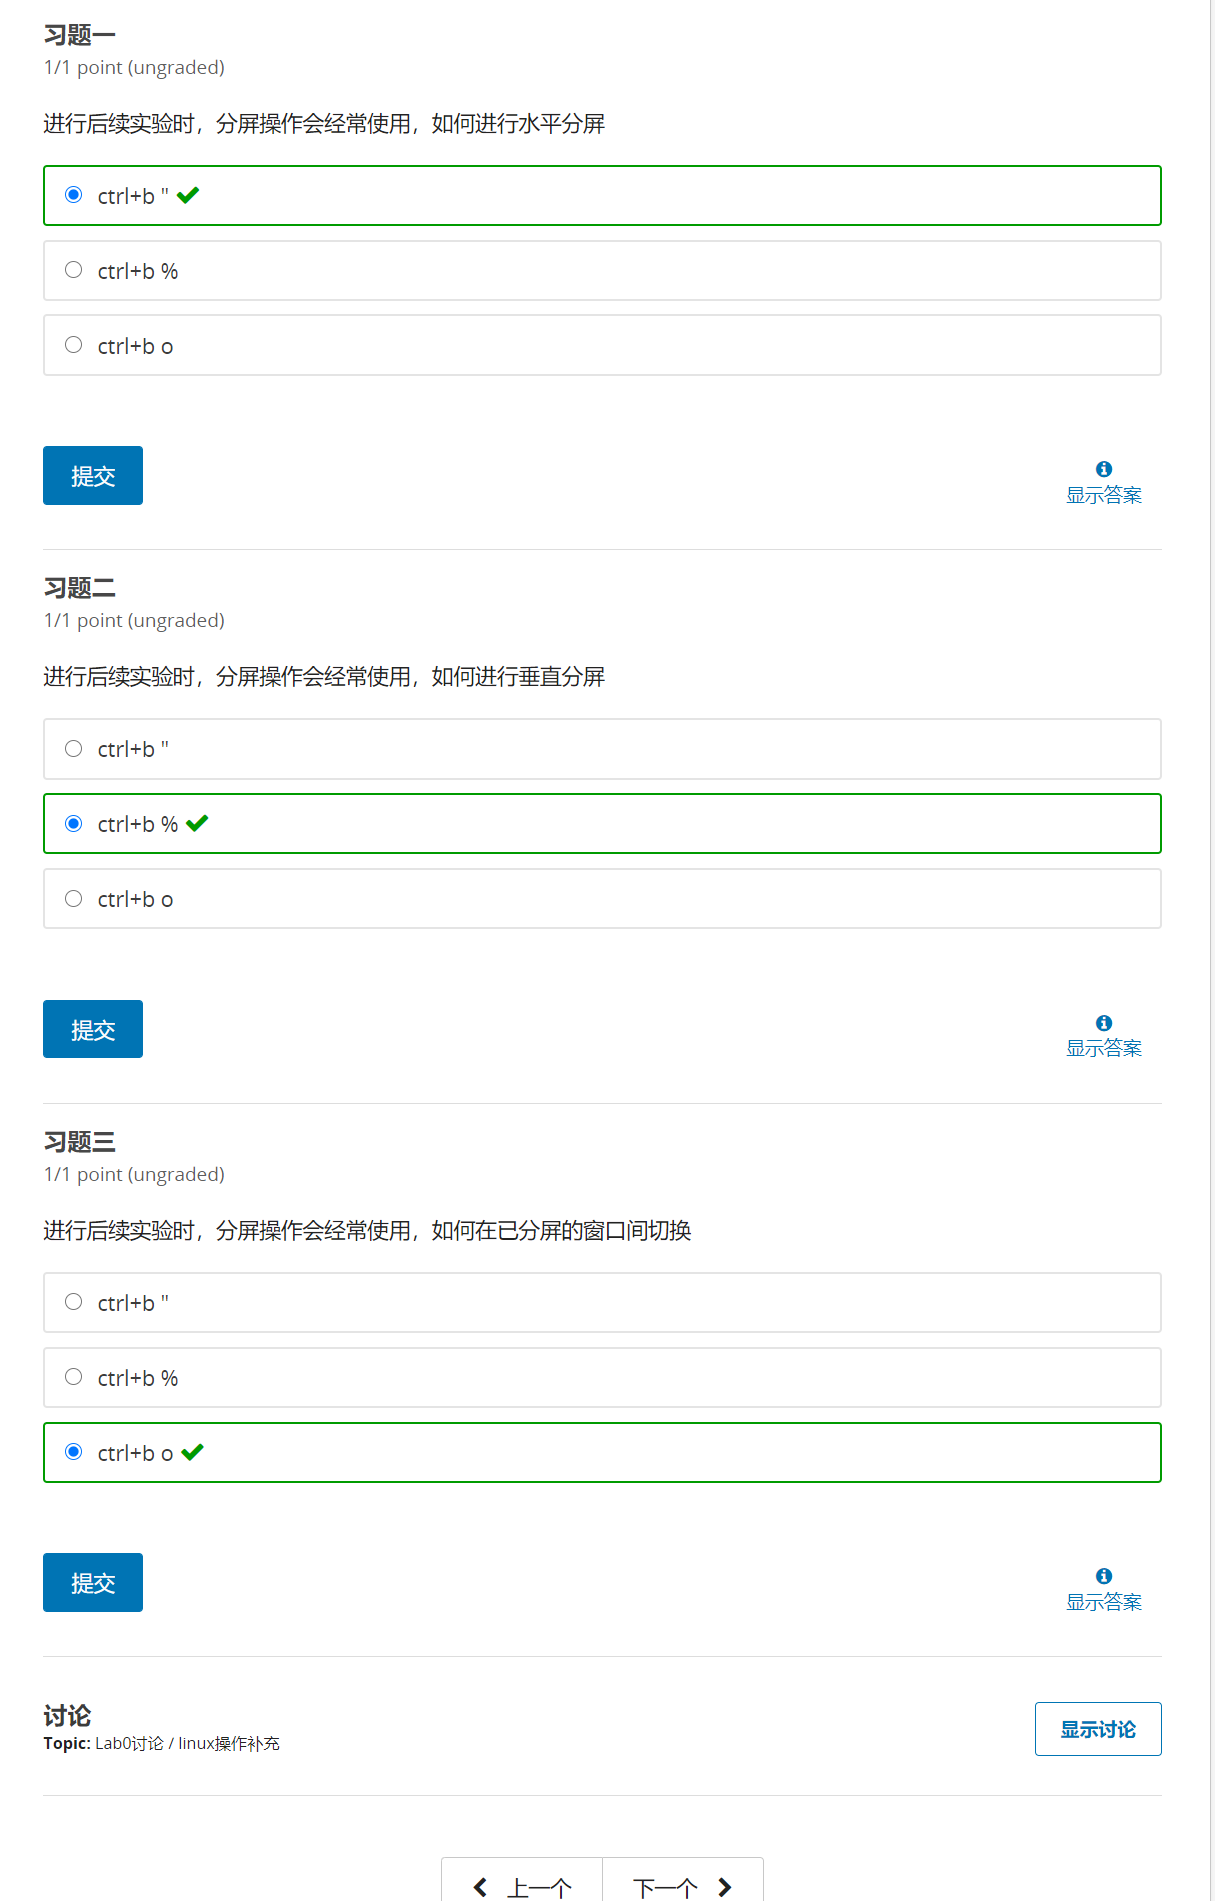 习题一
1/1 point (ungraded)
进行后续实验时，分屏操作会经常使用，如何进行水平分屏
ctrl+b "
ctrl+b %
ctrl+b o
提交
显示答案
习题二
1/1 point (ungraded)
进行后续实验时，分屏操作会经常使用，如何进行垂直分屏
ctrl+b "
ctrl+b %
ctrl+b o
提交
显示答案
习题三
1/1 point (ungraded)
进行后续实验时，分屏操作会经常使用，如何在已分屏的窗口间切换
ctrl+b "
ctrl+b %
ctrl+b o
提交
显示答案
讨论
Topic: Lab0讨论 / linux操作补充
显示讨论
上一个
下一个